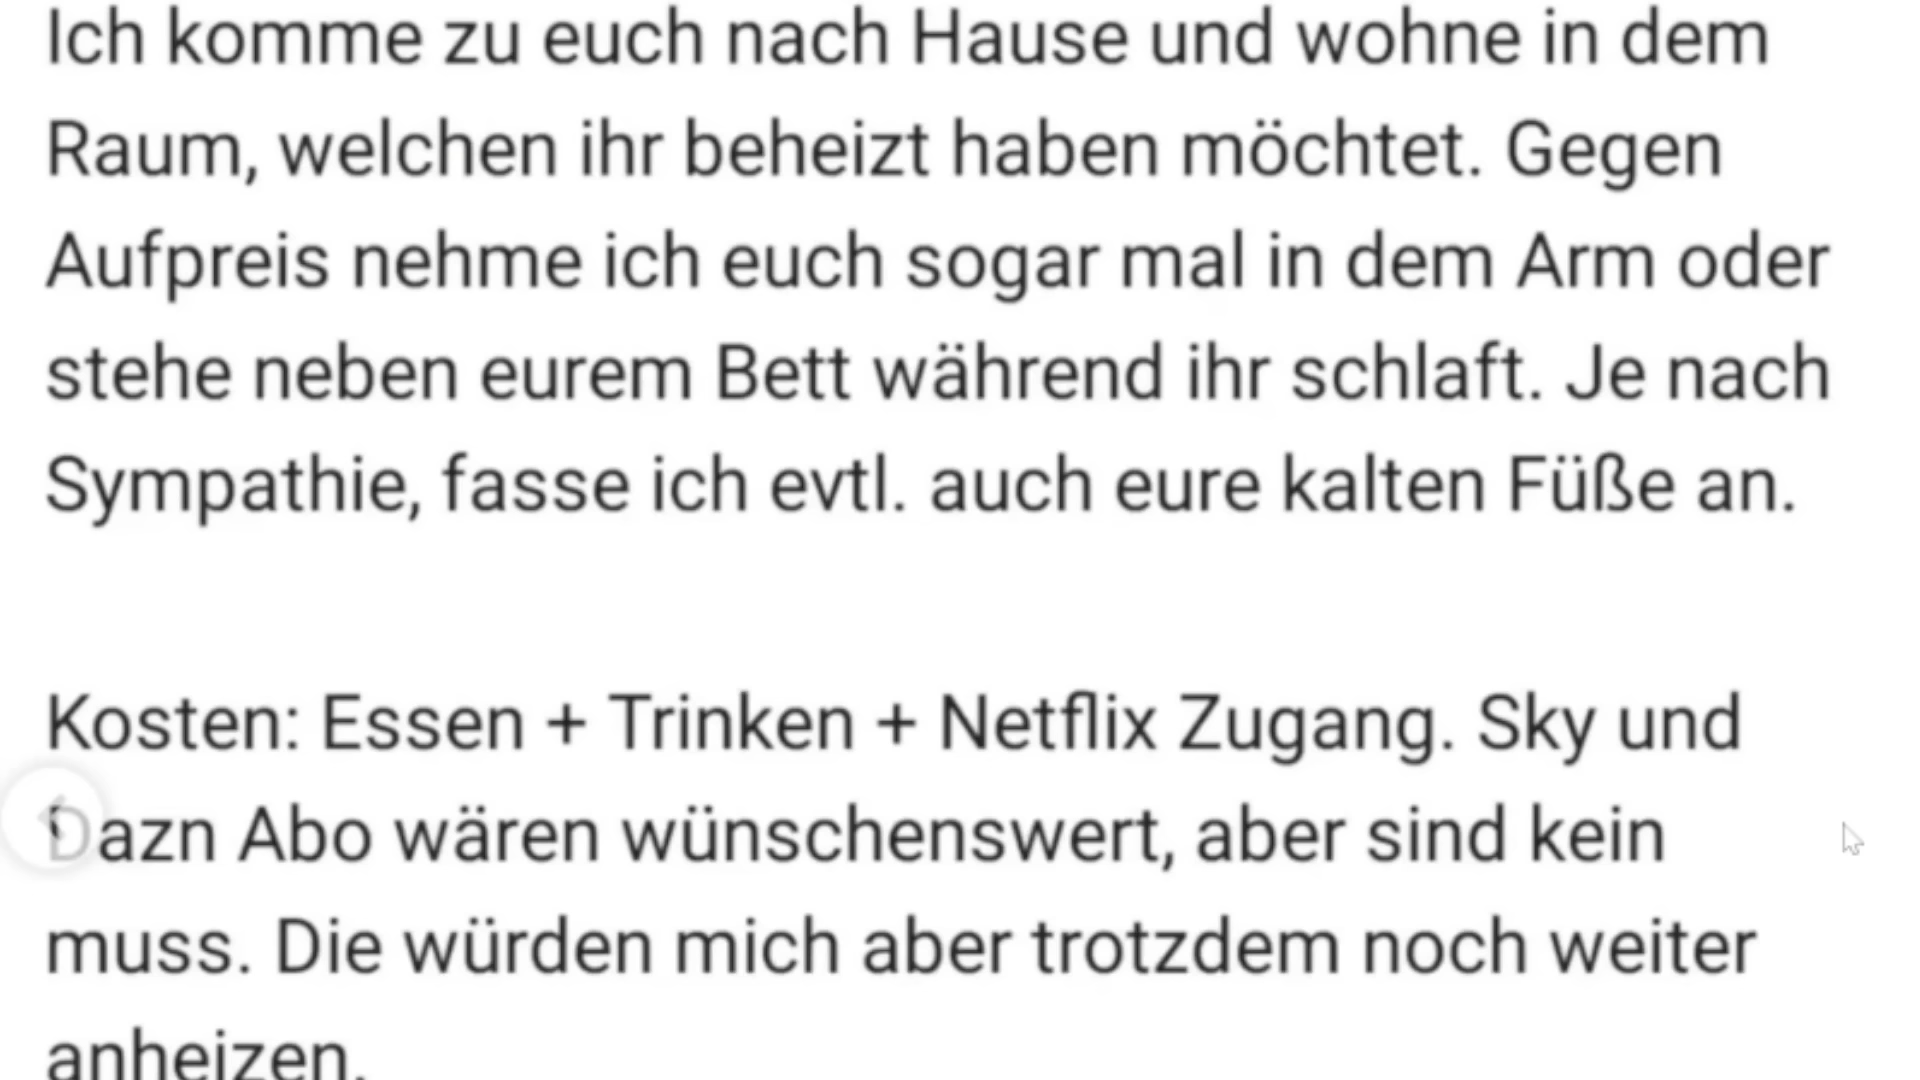 Ich komme zu euch nach Hause und wohne in dem
Raum, welchen ihr beheizt haben möchtet. Gegen
Aufpreis nehme ich euch sogar mal in dem Arm oder
stehe neben eurem Bett während ihr schlaft. Je nach
Sympathie, fasse ich evtl. auch eure kalten Füße an.
Kosten: Essen + Trinken + Netflix Zugang. Sky und
Dazn Abo wären wünschenswert, aber sind kein
muss. Die würden mich aber trotzdem noch weiter
anheizen.